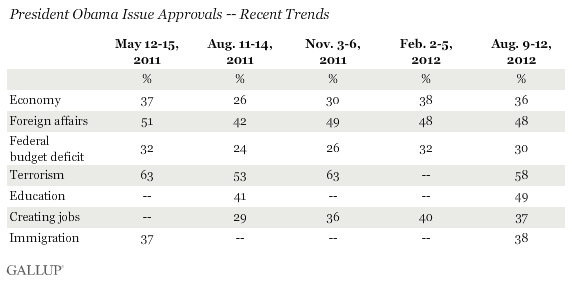 President Obama Issue Approvals -- Recent Trends
May 12-15, Aug. 11-14, Nov. 3-6, Feb. 2-5, Aug. 9-12,
2011 2011 2011 2012 2012
% % % % %
Economy 37 26 30 38 36
Foreign affairs 51 42 49 48 48
Federal
budget deficit 32 24 26 32 30
Terrorism 63 53 63 -- 58
Education -- 41 -- -- 49
Creating jobs -- 29 36 40 37
Immigration 37 -- -- -- 38
GALLUP®